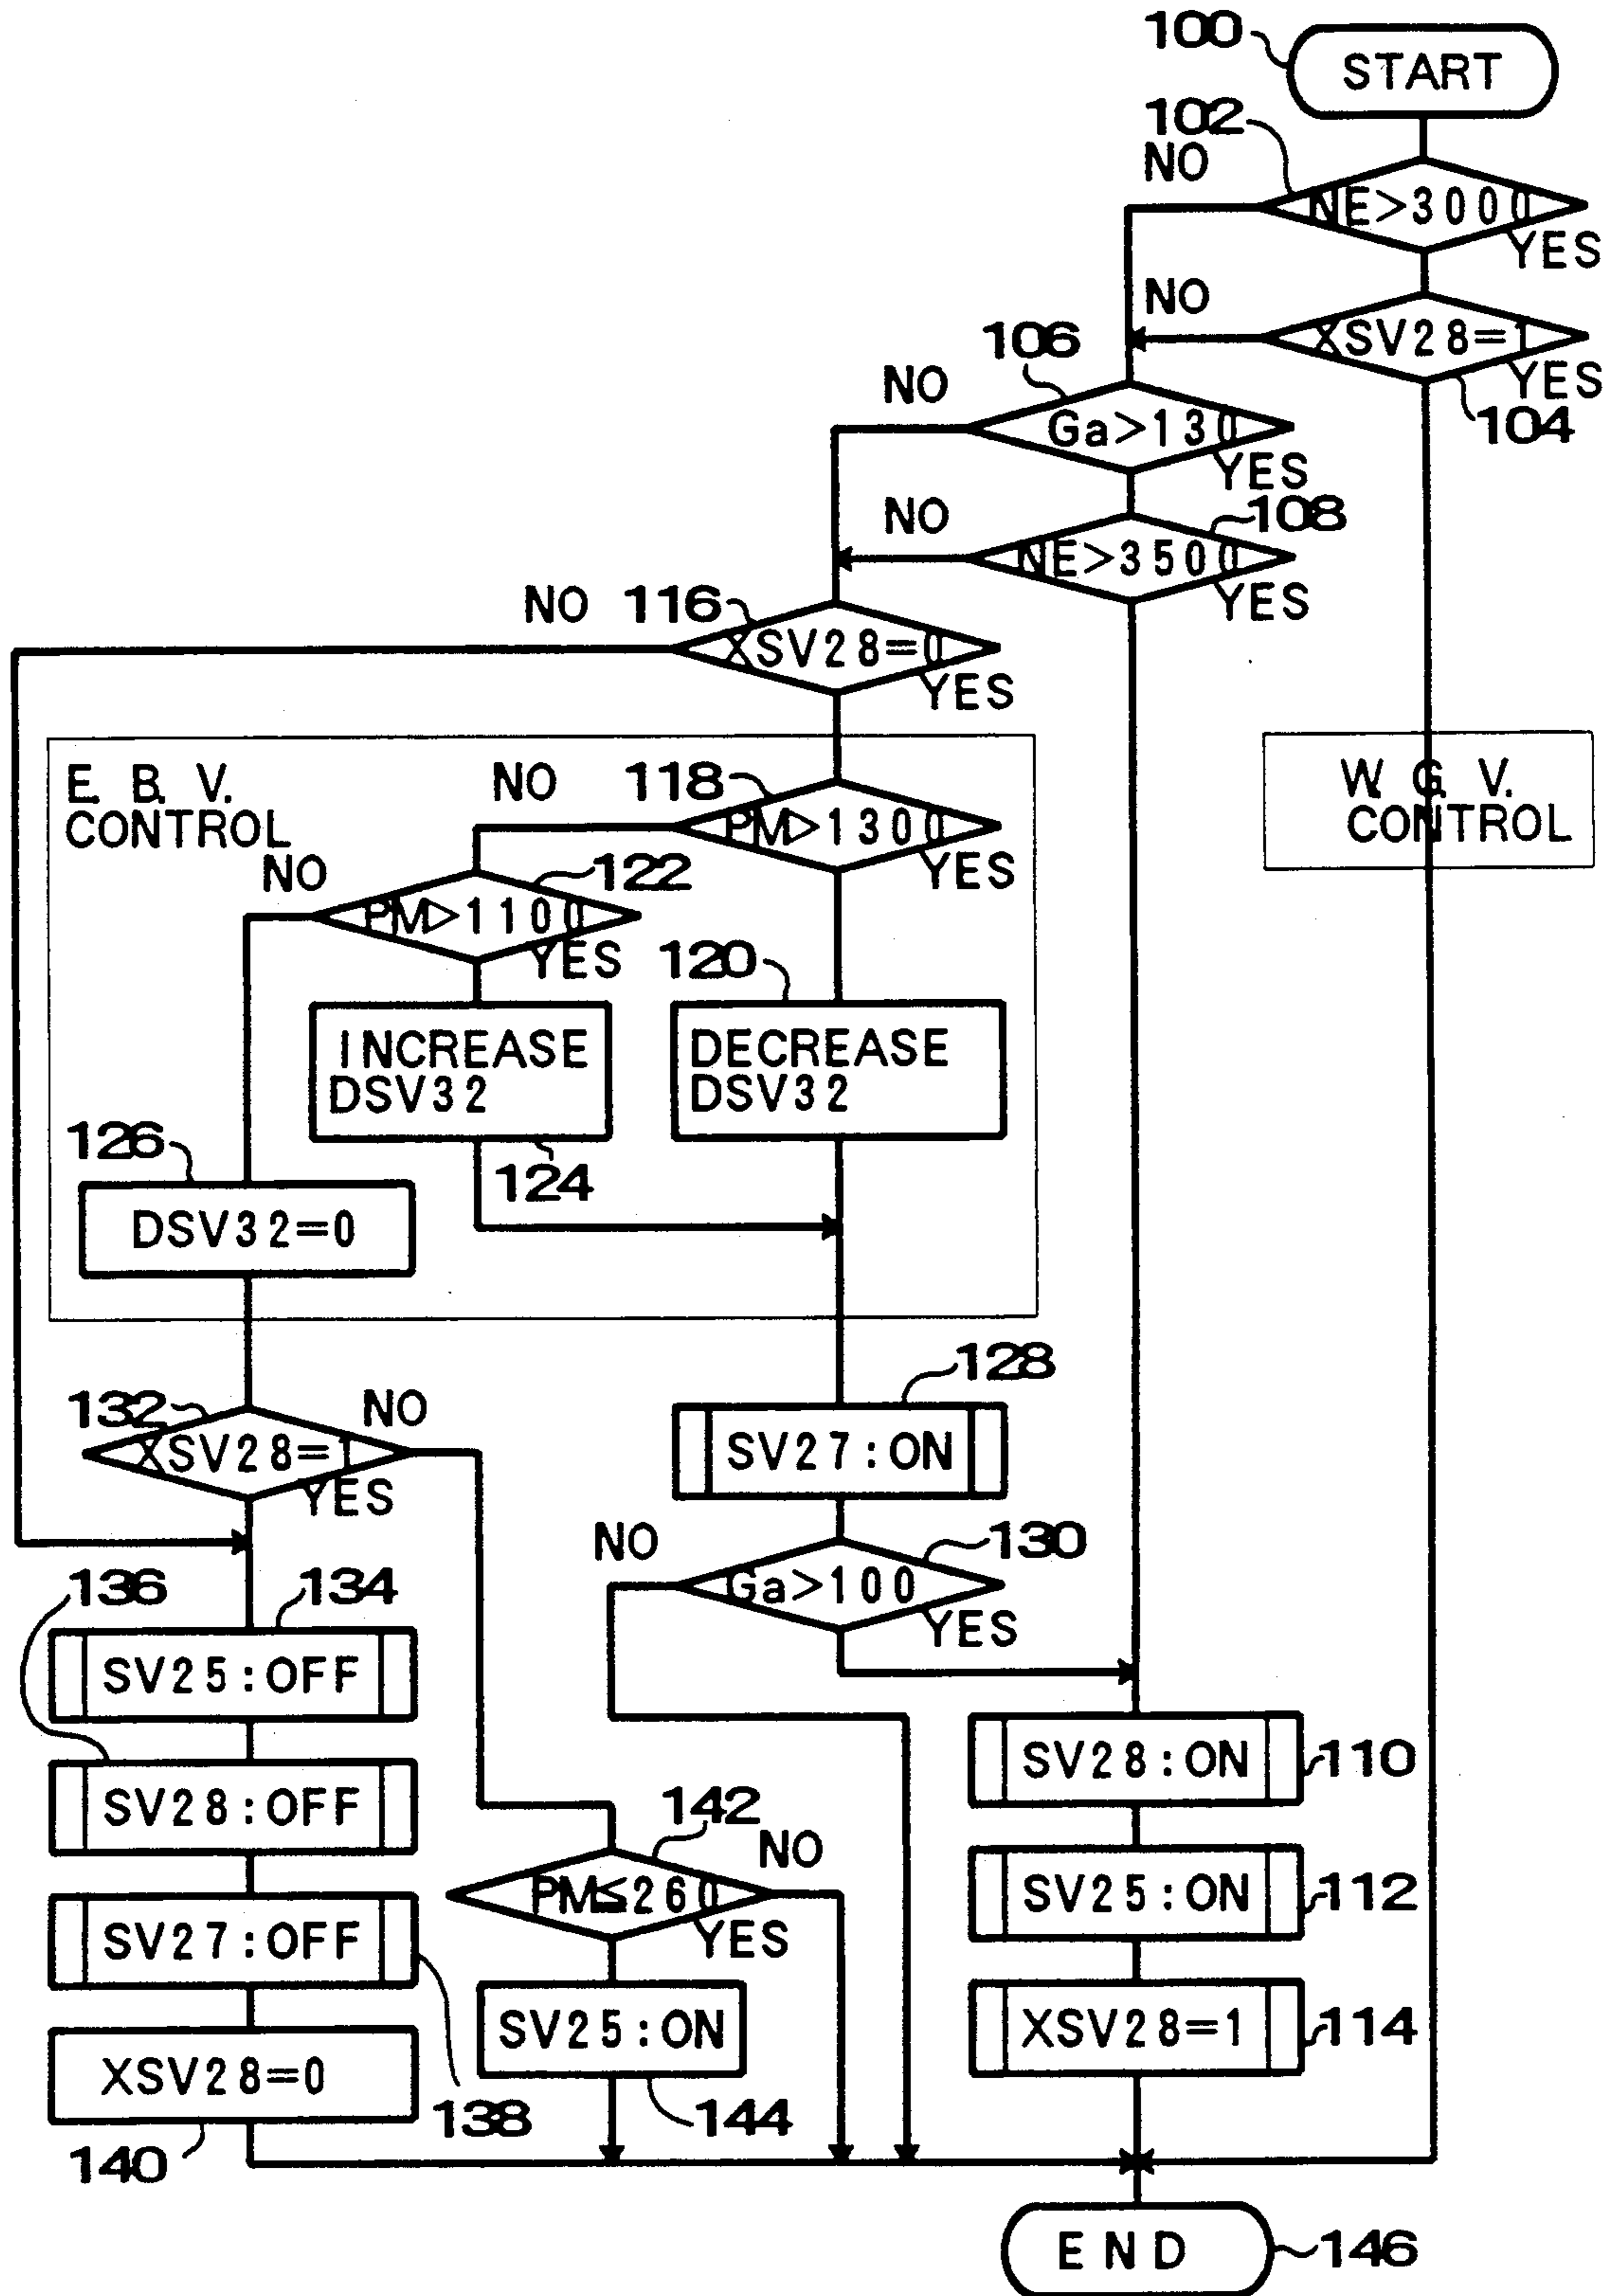 100
START
102
NO
NE>3000
YES
NO
XSV28=1
YES
104
106
NO
Ga>130
YES
108
NO
NE>3500
YES
NO
116
XSV28=0
YES
E. B. V.
CONTROL
W. G. V.
CONTROL
NO
118
PM>1300
YES
NO
122
PM>1100
YES
120
INCREASE
DSV32
124
DECREASE
DSV32
126
DSV32=0
128
SV27:ON
132
NO
XSV28=1
YES
NO
130
Ga>100
YES
136
134
SV25:OFF
SV28:OFF
SV27:OFF
138
XSV28=0
140
142
NO
PM≦260
YES
SV25:ON
144
SV28:ON
110
SV25:ON
112
XSV28=1
114
END
146